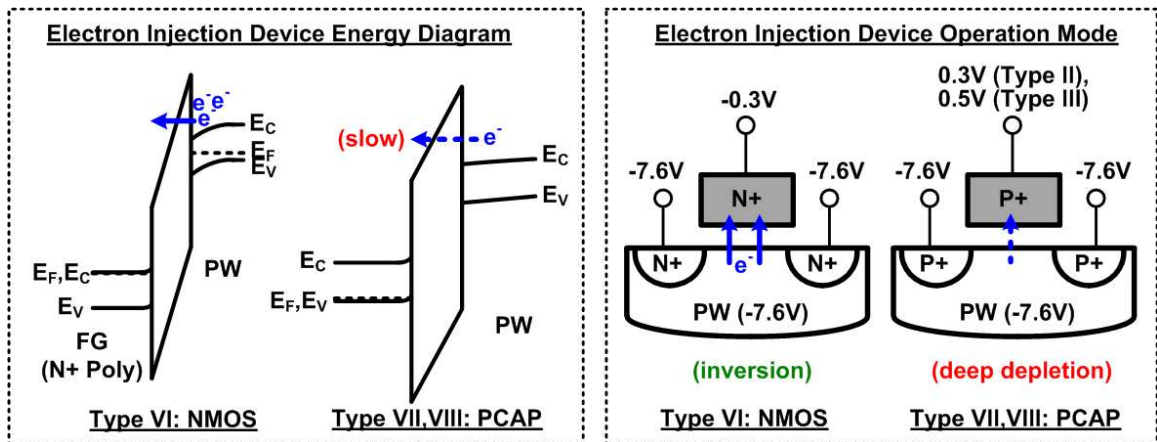 Electron Injection Device Energy Diagram
e⁻e⁻
e⁻
E_C
E_F
E_V
PW
E_F,E_C
E_V
FG
(N+ Poly)
Type VI: NMOS
(slow)
e⁻
E_C
E_V
E_C
E_F,E_V
PW
Type VII,VIII: PCAP
Electron Injection Device Operation Mode
-0.3V
-7.6V
-7.6V
N+
N+
e⁻
N+
PW (-7.6V)
(inversion)
Type VI: NMOS
0.3V (Type II),
0.5V (Type III)
-7.6V
-7.6V
P+
P+
P+
PW (-7.6V)
(deep depletion)
Type VII,VIII: PCAP